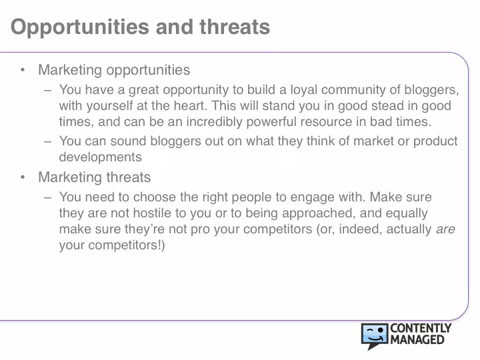 Opportunities and threats
• Marketing opportunities
– You have a great opportunity to build a loyal community of bloggers,
with yourself at the heart. This will stand you in good stead in good
times, and can be an incredibly powerful resource in bad times.
– You can sound bloggers out on what they think of market or product
developments
• Marketing threats
– You need to choose the right people to engage with. Make sure
they are not hostile to you or to being approached, and equally
make sure they're not pro your competitors (or, indeed, actually are
your competitors!)
CONTENTLY
MANAGED